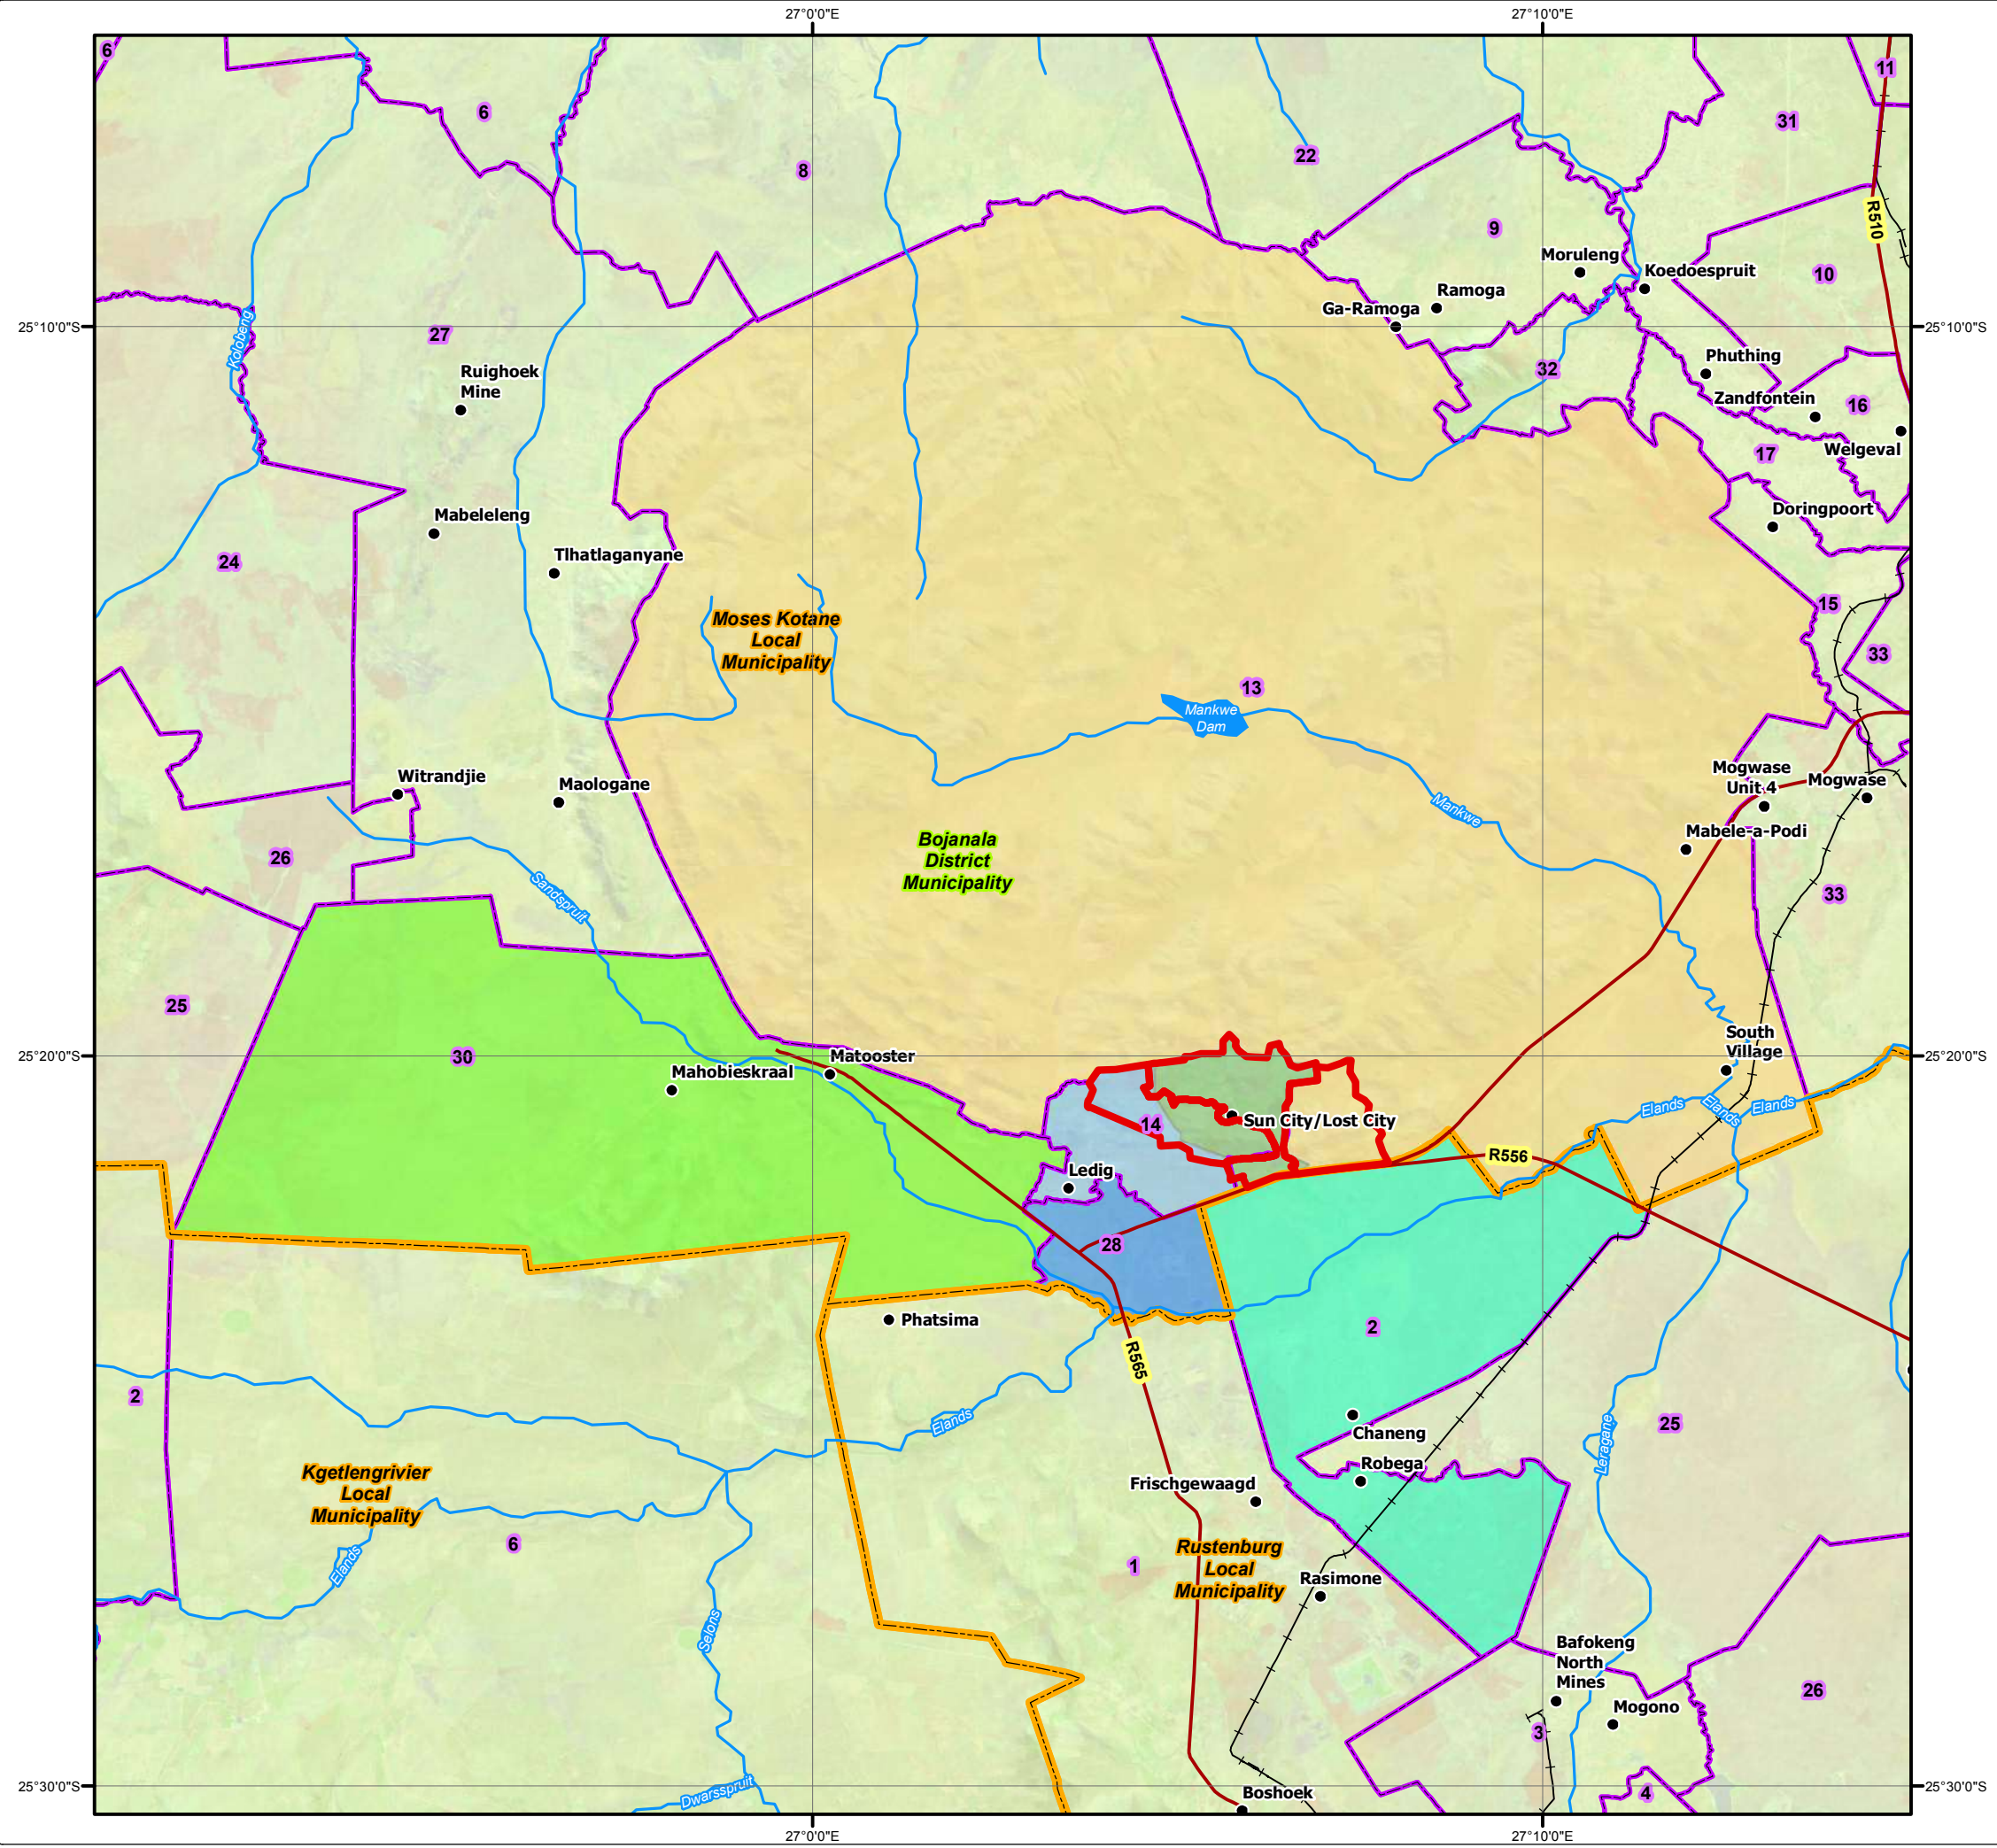 27°0'0"E
27°10'0"E
6
11
6
31
8
22
9
R510
Moruleng
Koedoespruit
10
Ramoga
Ga-Ramoga
25°10'0"S
25°10'0"S
Kolobeng
27
Phuthing
32
Ruighoek
Mine
Zandfontein
16
Welgeval
17
Mabeleleng
Doringpoort
Tlhatlaganyane
24
15
Moses Kotane
Local
Municipality
33
13
Mankwe
Dam
Mogwase
Unit 4
Mogwase
Witrandjie
Maologane
Mankwe
Mabele-a-Podi
Bojanala
District
Municipality
26
Sandspruit
33
25
South
Village
30
Matooster
25°20'0"S
25°20'0"S
Mahobieskraal
Elands
Elands
Elands
14
Sun City/Lost City
R556
Ledig
28
Phatsima
2
R565
2
Elands
Chaneng
25
Leragane
Robega
Kgetlengrivier
Local
Municipality
Frischgewaagd
6
Elands
1
Rustenburg
Local
Municipality
Rasimone
Selons
Bafokeng
North
Mines
26
Mogono
3
25°30'0"S
25°30'0"S
Dwarsspruit
Boshoek
4
27°0'0"E
27°10'0"E